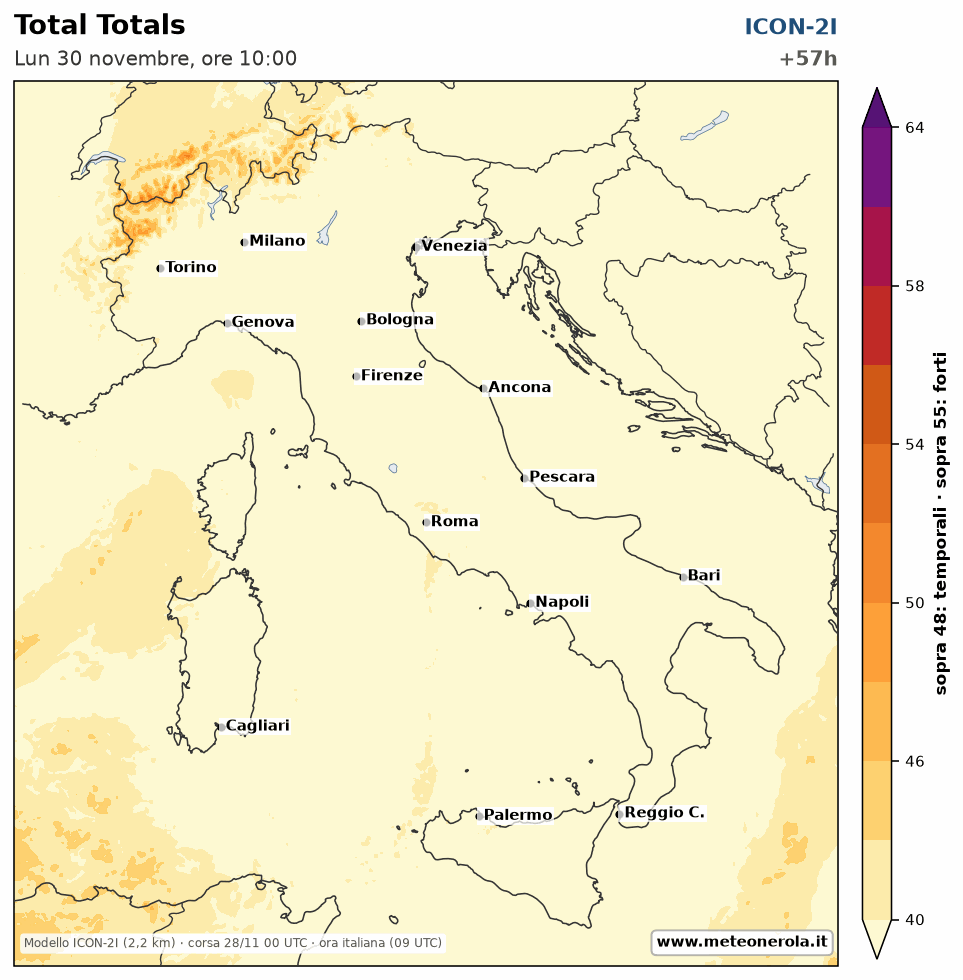 Total Totals
ICON-2I
Lun 30 novembre, ore 10:00
+57h
Milano
Venezia
Torino
Genova
Bologna
Firenze
Ancona
Pescara
Roma
Bari
Napoli
Cagliari
Palermo
Reggio C.
64
58
54
50
46
40
sopra 48: temporali · sopra 55: forti
Modello ICON-2I (2,2 km) · corsa 28/11 00 UTC · ora italiana (09 UTC)
www.meteonerola.it